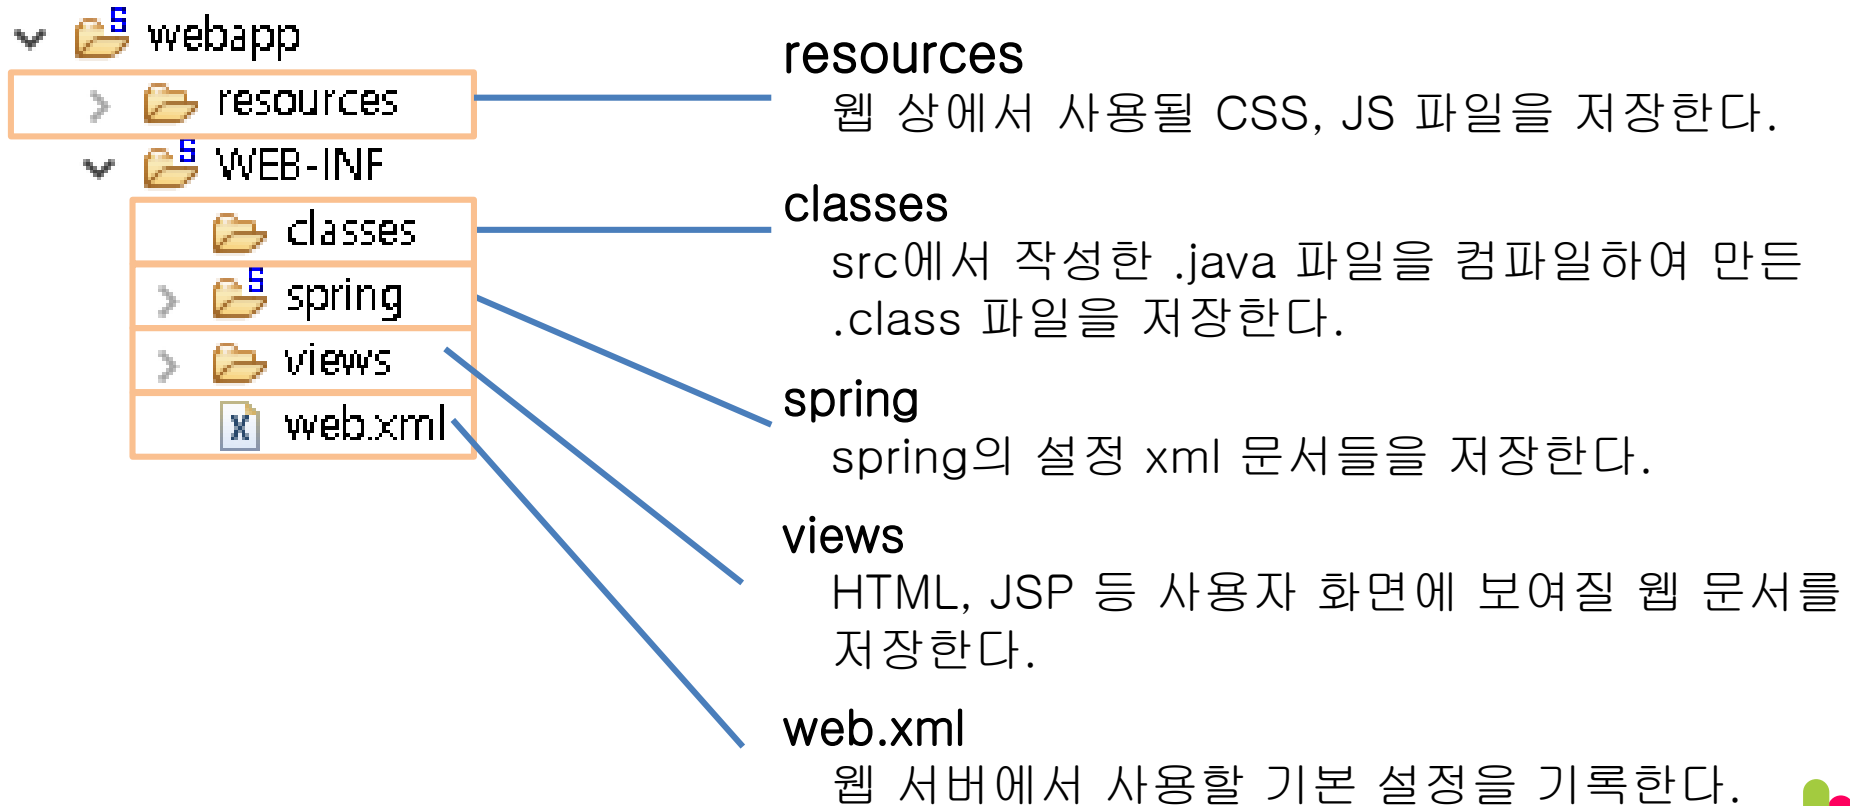 webapp
resources
WEB-INF
classes
spring
views
web.xml
resources
웹 상에서 사용될 CSS, JS 파일을 저장한다.
classes
src에서 작성한 .java 파일을 컴파일하여 만든
.class 파일을 저장한다.
spring
spring의 설정 xml 문서들을 저장한다.
views
HTML, JSP 등 사용자 화면에 보여질 웹 문서를
저장한다.
web.xml
웹 서버에서 사용할 기본 설정을 기록한다.